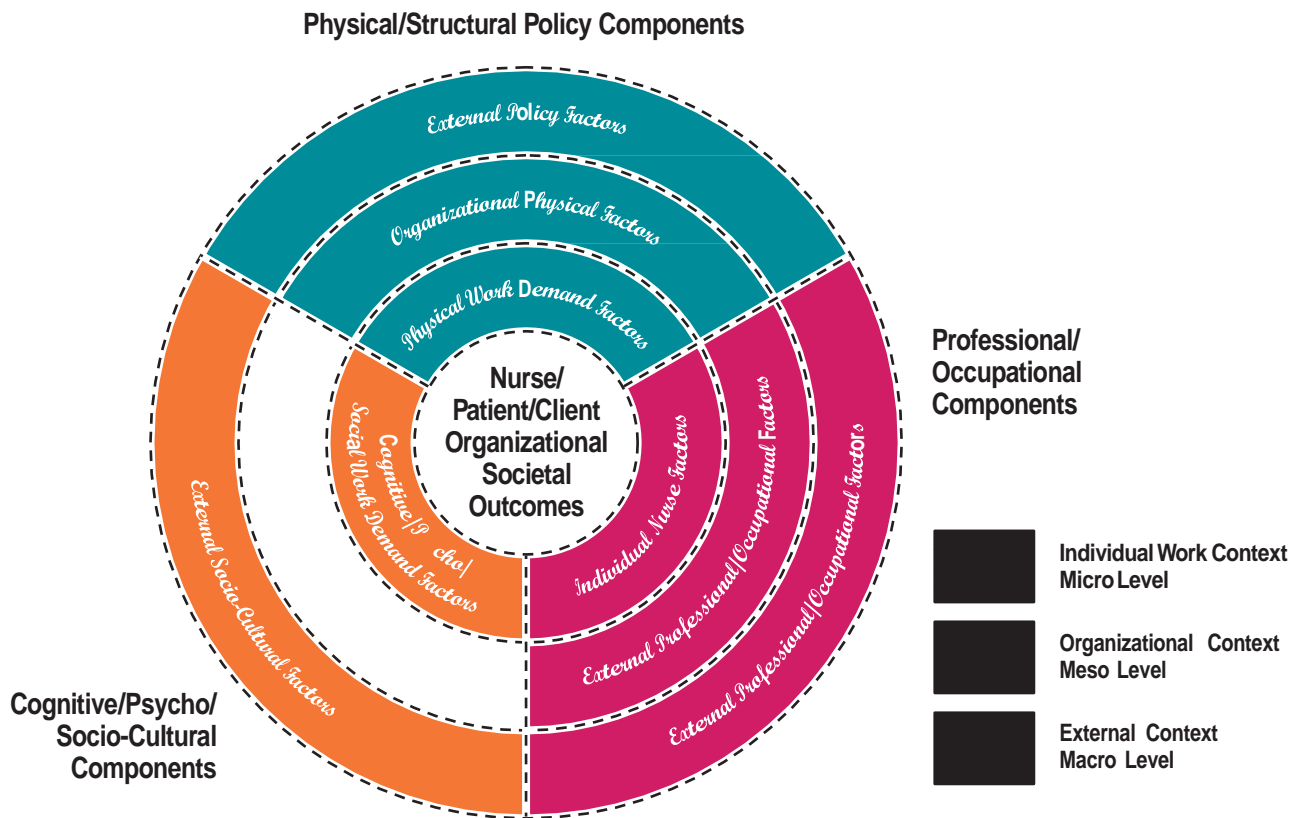 Physical/Structural Policy Components
External Policy Factors
Organizational Physical Factors
Physical Work Demand Factors
Nurse/
Patient/Client
Organizational
Societal
Outcomes
Cognitive/P cho/
Social Work Demand Factors
External Socio-Cultural Factors
Individual Nurse Factors
External Professional/Occupational Factors
External Professional/Occupational Factors
Professional/
Occupational
Components
Cognitive/Psycho/
Socio-Cultural
Components
Individual Work Context
Micro Level
Organizational Context
Meso Level
External Context
Macro Level